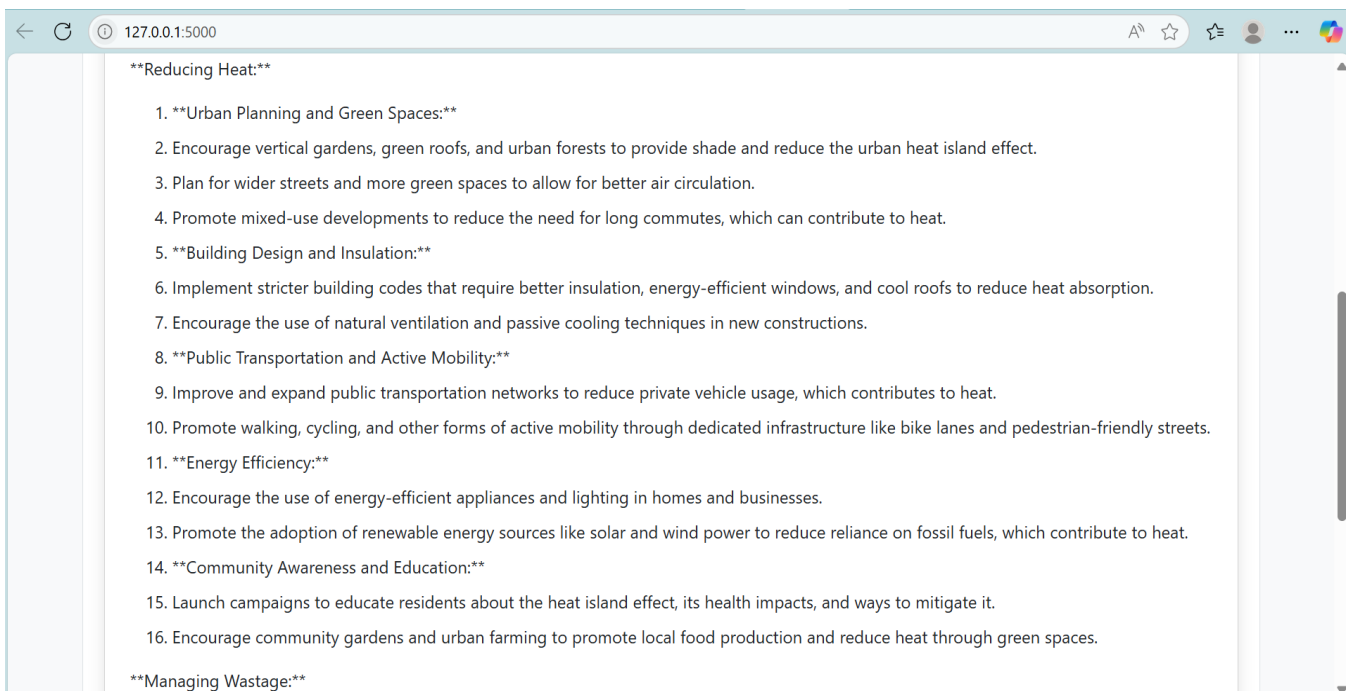 127.0.0.1:5000
**Reducing Heat:**
1. **Urban Planning and Green Spaces:**
2. Encourage vertical gardens, green roofs, and urban forests to provide shade and reduce the urban heat island effect.
3. Plan for wider streets and more green spaces to allow for better air circulation.
4. Promote mixed-use developments to reduce the need for long commutes, which can contribute to heat.
5. **Building Design and Insulation:**
6. Implement stricter building codes that require better insulation, energy-efficient windows, and cool roofs to reduce heat absorption.
7. Encourage the use of natural ventilation and passive cooling techniques in new constructions.
8. **Public Transportation and Active Mobility:**
9. Improve and expand public transportation networks to reduce private vehicle usage, which contributes to heat.
10. Promote walking, cycling, and other forms of active mobility through dedicated infrastructure like bike lanes and pedestrian-friendly streets.
11. **Energy Efficiency:**
12. Encourage the use of energy-efficient appliances and lighting in homes and businesses.
13. Promote the adoption of renewable energy sources like solar and wind power to reduce reliance on fossil fuels, which contribute to heat.
14. **Community Awareness and Education:**
15. Launch campaigns to educate residents about the heat island effect, its health impacts, and ways to mitigate it.
16. Encourage community gardens and urban farming to promote local food production and reduce heat through green spaces.
**Managing Wastage:**